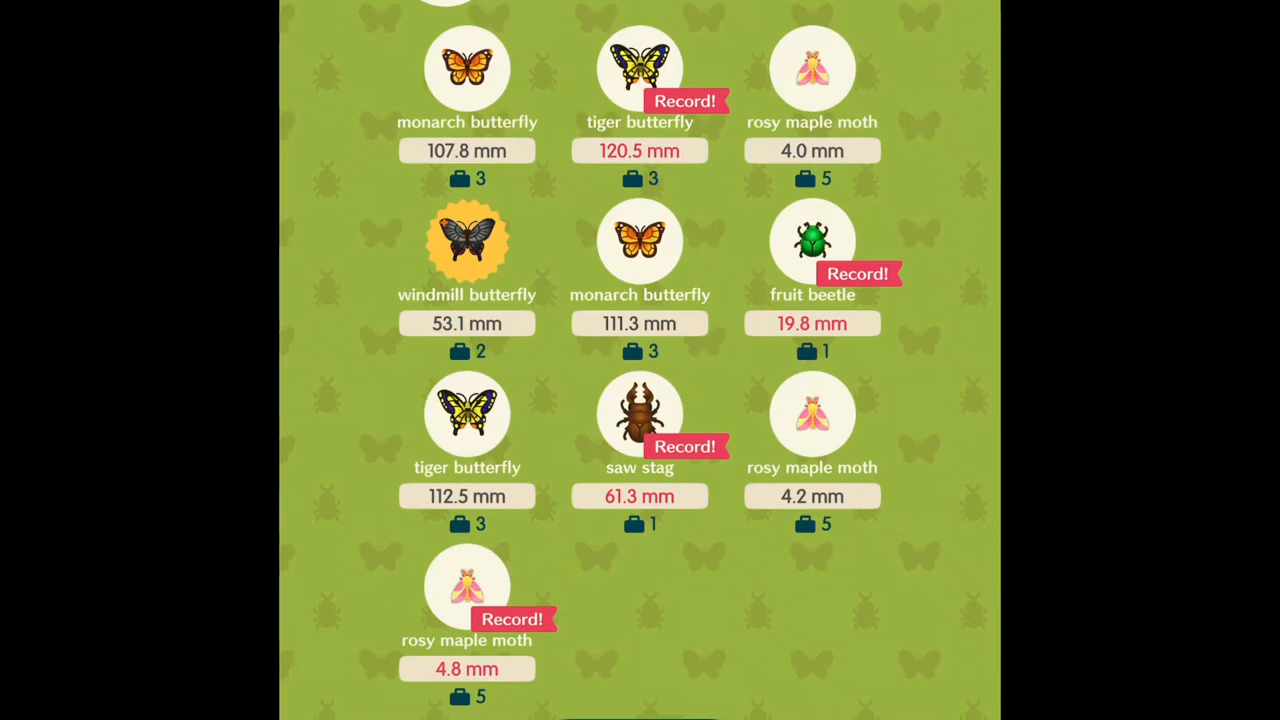 monarch butterfly
107.8 mm
3
Record!
tiger butterfly
120.5 mm
3
rosy maple moth
4.0 mm
5
windmill butterfly
53.1 mm
2
monarch butterfly
111.3 mm
3
Record!
fruit beetle
19.8 mm
1
tiger butterfly
112.5 mm
3
Record!
saw stag
61.3 mm
1
rosy maple moth
4.2 mm
5
Record!
rosy maple moth
4.8 mm
5